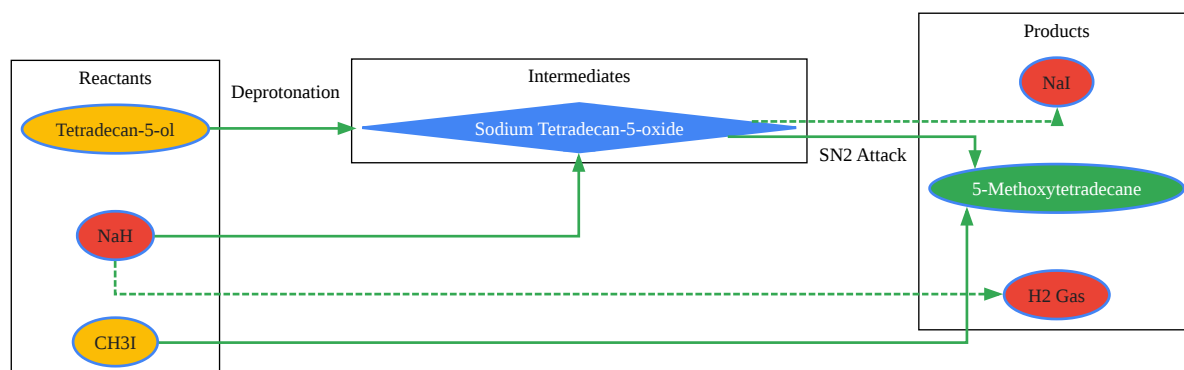 Reactants
Tetradecan-5-ol
NaH
CH3I
Deprotonation
Intermediates
Sodium Tetradecan-5-oxide
SN2 Attack
Products
NaI
5-Methoxytetradecane
H2 Gas